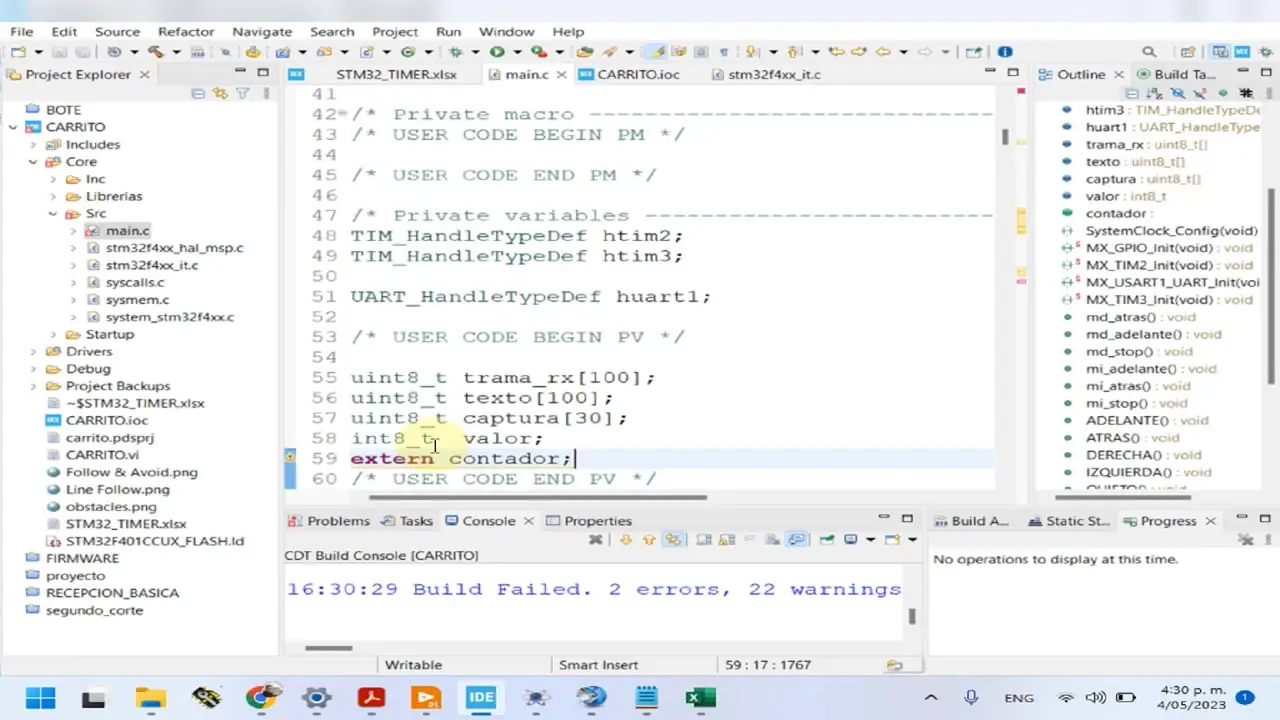 File Edit Source Refactor Navigate Search Project Run Window Help
Project Explorer
STM32_TIMER.xlsx main.c CARRITO.ioc stm32f4xx_it.c
Outline Build Ta...
BOTE
CARRITO
Includes
Core
Inc
Librerias
Src
main.c
stm32f4xx_hal_msp.c
stm32f4xx_it.c
syscalls.c
sysmem.c
system_stm32f4xx.c
Startup
Drivers
Debug
Project Backups
~$STM32_TIMER.xlsx
CARRITO.ioc
carrito.pdsprj
CARRITO.vi
Follow & Avoid.png
Line Follow.png
obstacles.png
STM32_TIMER.xlsx
STM32F401CCUX_FLASH.ld
FIRMWARE
proyecto
RECEPCION_BASICA
segundo_corte
41
42 /* Private macro -----------------------------
43 /* USER CODE BEGIN PM */
44
45 /* USER CODE END PM */
46
47 /* Private variables -------------------------
48 TIM_HandleTypeDef htim2;
49 TIM_HandleTypeDef htim3;
50
51 UART_HandleTypeDef huart1;
52
53 /* USER CODE BEGIN PV */
54
55 uint8_t trama_rx[100];
56 uint8_t texto[100];
57 uint8_t captura[30];
58 int8_t valor;
59 extern contador;
60 /* USER CODE END PV */
htim3 : TIM_HandleTypeDe
huart1 : UART_HandleType
trama_rx : uint8_t[]
texto : uint8_t[]
captura : uint8_t[]
valor : int8_t
contador :
SystemClock_Config(void)
MX_GPIO_Init(void) : void
MX_TIM2_Init(void) : void
MX_USART1_UART_Init(voi
MX_TIM3_Init(void) : void
md_atras() : void
md_adelante() : void
md_stop() : void
mi_adelante() : void
mi_atras() : void
mi_stop() : void
ADELANTE() : void
ATRAS() : void
DERECHA() : void
IZQUIERDA() : void
QUIETO() : void
Problems Tasks Console Properties
CDT Build Console [CARRITO]
16:30:29 Build Failed. 2 errors, 22 warnings
Build A... Static St... Progress
No operations to display at this time.
Writable Smart Insert 59 : 17 : 1767
IDE
ENG
4:30 p. m.
4/05/2023
1